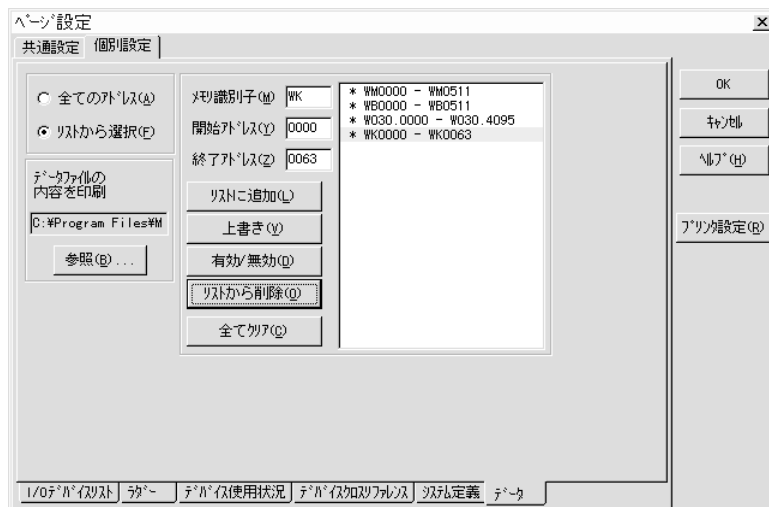 ﾍﾟｰｼﾞ設定
共通設定 個別設定
全てのｱﾄﾞﾚｽ(A)
ﾘｽﾄから選択(F)
ﾃﾞｰﾀﾌｧｲﾙの
内容を印刷
C:¥Program Files¥M
参照(B)...
ﾒﾓﾘ識別子(M) WK
開始ｱﾄﾞﾚｽ(Y) 0000
終了ｱﾄﾞﾚｽ(Z) 0063
ﾘｽﾄに追加(L)
上書き(V)
有効/無効(D)
ﾘｽﾄから削除(O)
全てｸﾘｱ(C)
* WM0000 - WM0511
* WB0000 - WB0511
* W030.0000 - W030.4095
* WK0000 - WK0063
OK
ｷｬﾝｾﾙ
ﾍﾙﾌﾟ(H)
ﾌﾟﾘﾝﾀ設定(R)
I/Oﾃﾞﾊﾞｲｽﾘｽﾄ ﾗﾀﾞｰ ﾃﾞﾊﾞｲｽ使用状況 ﾃﾞﾊﾞｲｽｸﾛｽﾘﾌｧﾚﾝｽ ｼｽﾃﾑ定義 ﾃﾞｰﾀ